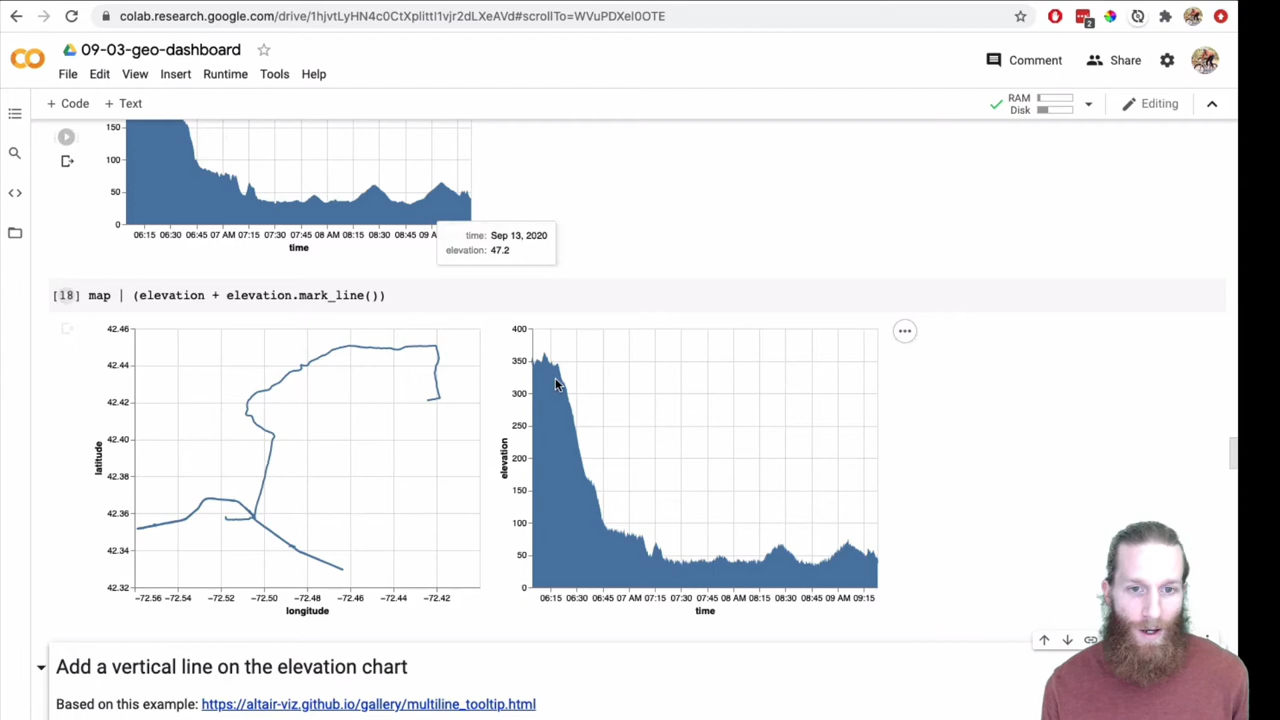 colab.research.google.com/drive/1hjvtLyHN4c0CtXplittI1vjr2dLXeAVd#scrollTo=WVuPDXeI0OTE
2
09-03-geo-dashboard
File Edit View Insert Runtime Tools Help
Comment Share
+ Code + Text
RAM
Disk
Editing
150
100
50
0
06:15 06:30 06:45 07 AM 07:15 07:30 07:45 08 AM 08:15 08:30 08:45 09 A
time
time: Sep 13, 2020
elevation: 47.2
[18] map | (elevation + elevation.mark_line())
42.46
42.44
42.42
42.40
42.38
42.36
42.34
42.32
latitude
−72.56 −72.54 −72.52 −72.50 −72.48 −72.46 −72.44 −72.42
longitude
400
350
300
250
200
150
100
50
0
elevation
06:15 06:30 06:45 07 AM 07:15 07:30 07:45 08 AM 08:15 08:30 08:45 09 AM 09:15
time
Add a vertical line on the elevation chart
Based on this example: https://altair-viz.github.io/gallery/multiline_tooltip.html